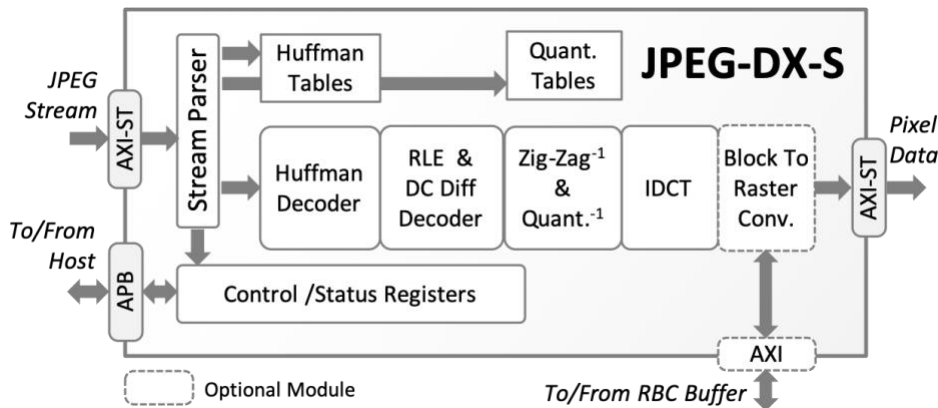 JPEG-DX-S
JPEG
Stream
AXI-ST
Stream Parser
Huffman
Tables
Quant.
Tables
Huffman
Decoder
RLE &
DC Diff
Decoder
Zig-Zag⁻¹
&
Quant.⁻¹
IDCT
Block To
Raster
Conv.
AXI-ST
Pixel
Data
To/From
Host
APB
Control /Status Registers
AXI
Optional Module
To/From RBC Buffer